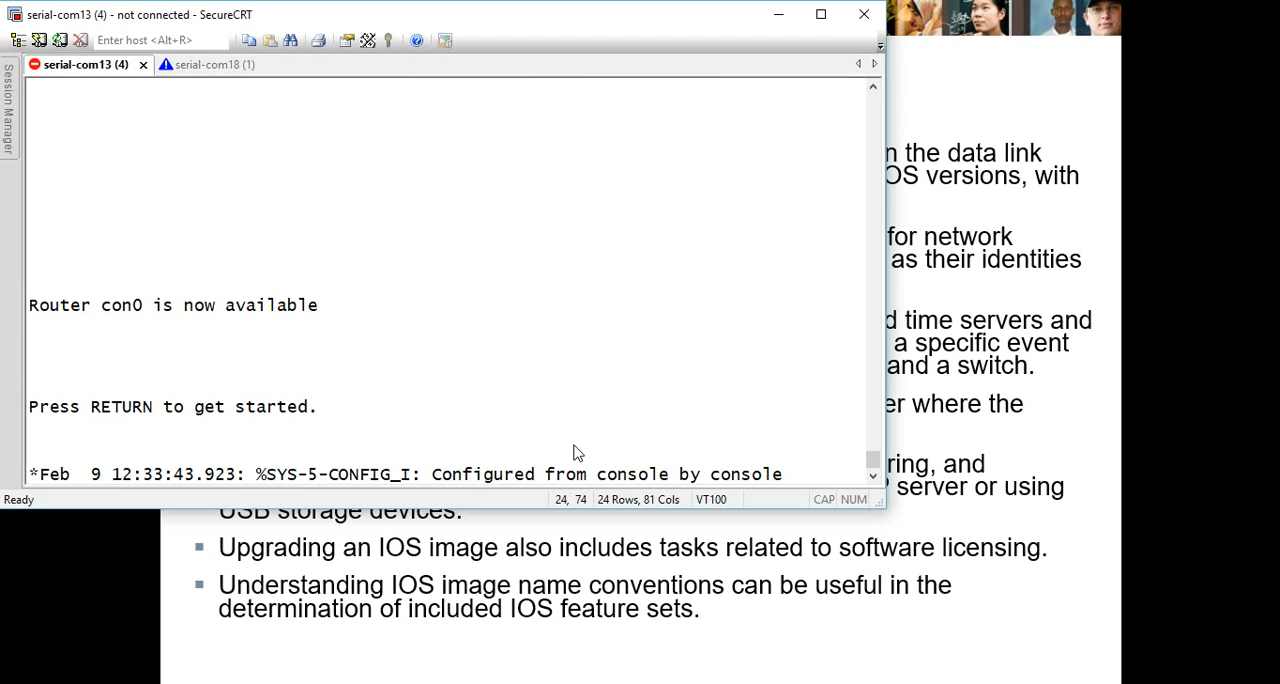 serial-com13 (4) - not connected - SecureCRT
Enter host <Alt+R>
serial-com13 (4)
serial-com18 (1)
Session Manager
Router con0 is now available
Press RETURN to get started.
*Feb  9 12:33:43.923: %SYS-5-CONFIG_I: Configured from console by console
Ready
24, 74
24 Rows, 81 Cols
VT100
CAP
NUM
n the data link
OS versions, with
for network
as their identities
d time servers and
a specific event
and a switch.
er where the
ring, and
server or using
USB storage devices.
Upgrading an IOS image also includes tasks related to software licensing.
Understanding IOS image name conventions can be useful in the
determination of included IOS feature sets.